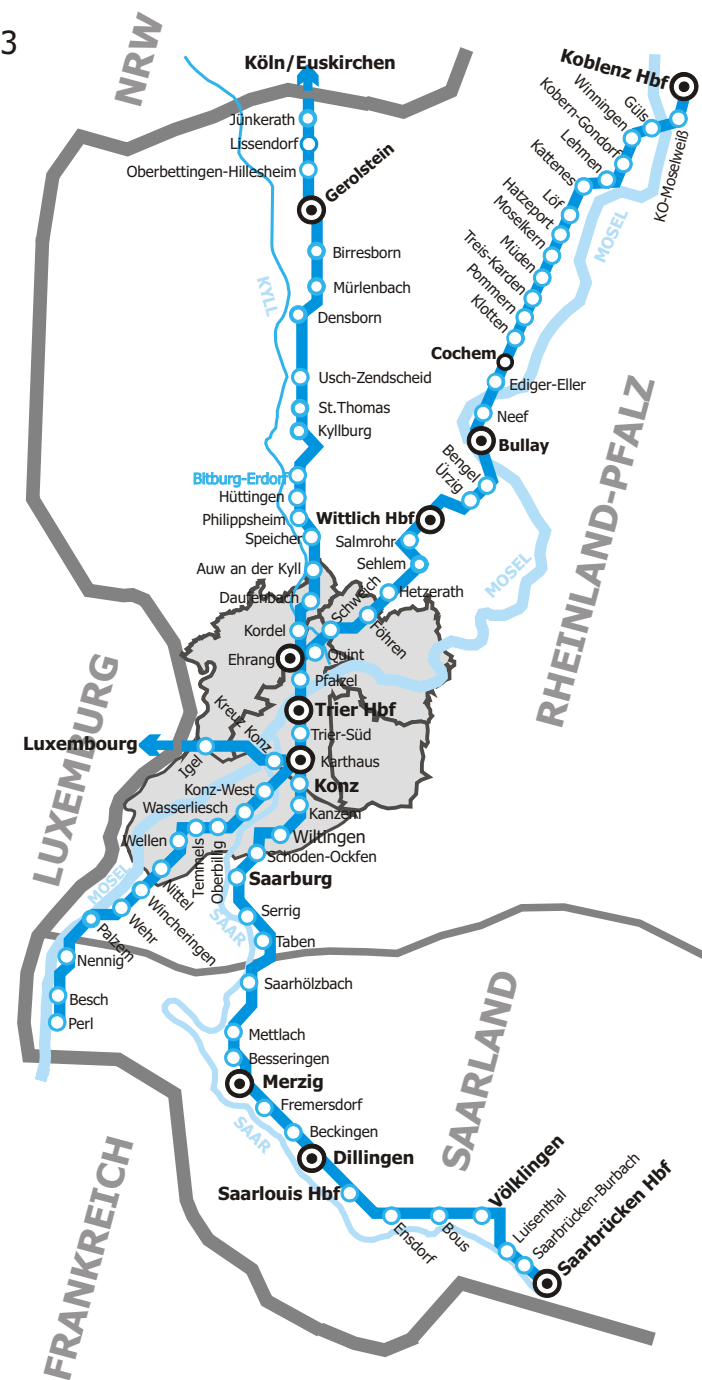 3
NRW
Köln/Euskirchen
Jünkerath
Lissendorf
Oberbettingen-Hillesheim
Gerolstein
Birresborn
Mürlenbach
KYLL
Densborn
Usch-Zendscheid
St.Thomas
Kyllburg
Bitburg-Erdorf
Hüttingen
Philippsheim
Speicher
Auw an der Kyll
Daufenbach
Kordel
Ehrang
Koblenz Hbf
KO-Moselweiß
Güls
Winningen
Kobern-Gondorf
Lehmen
Kattenes
Löf
Hatzeport
Moselkern
Müden
Treis-Karden
Pommern
Klotten
MOSEL
Cochem
Ediger-Eller
Neef
Bullay
Bengel
Ürzig
Wittlich Hbf
Salmrohr
Sehlem
Hetzerath
Föhren
Schweich
Quint
MOSEL
RHEINLAND-PFALZ
Pfalzel
Trier Hbf
Trier-Süd
Karthaus
Kreuz Konz
Igel
Luxembourg
LUXEMBURG
Konz
Kanzem
Wiltingen
Schoden-Ockfen
Saarburg
Serrig
Taben
Saarhölzbach
Mettlach
Besseringen
Merzig
Fremersdorf
Beckingen
Dillingen
Saarlouis Hbf
Ensdorf
Bous
Völklingen
Luisenthal
Saarbrücken-Burbach
Saarbrücken Hbf
Konz-West
Wasserliesch
Oberbillig
Temmels
Wellen
Nittel
Wincheringen
Wehr
Palzem
Nennig
Besch
Perl
MOSEL
SAAR
SAAR
SAARLAND
FRANKREICH